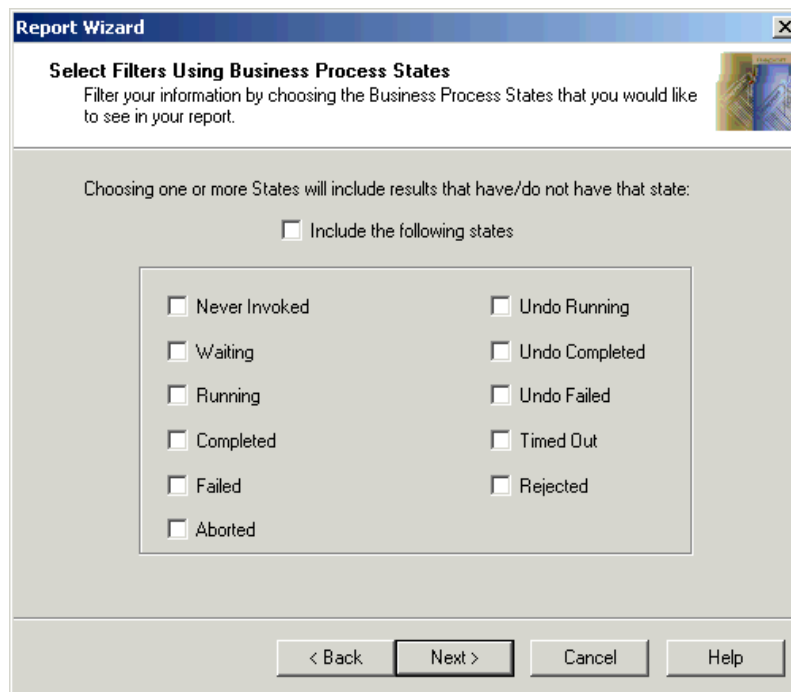 Report Wizard
Select Filters Using Business Process States
Filter your information by choosing the Business Process States that you would like
to see in your report.
Choosing one or more States will include results that have/do not have that state:
Include the following states
Never Invoked
Waiting
Running
Completed
Failed
Aborted
Undo Running
Undo Completed
Undo Failed
Timed Out
Rejected
< Back
Next >
Cancel
Help